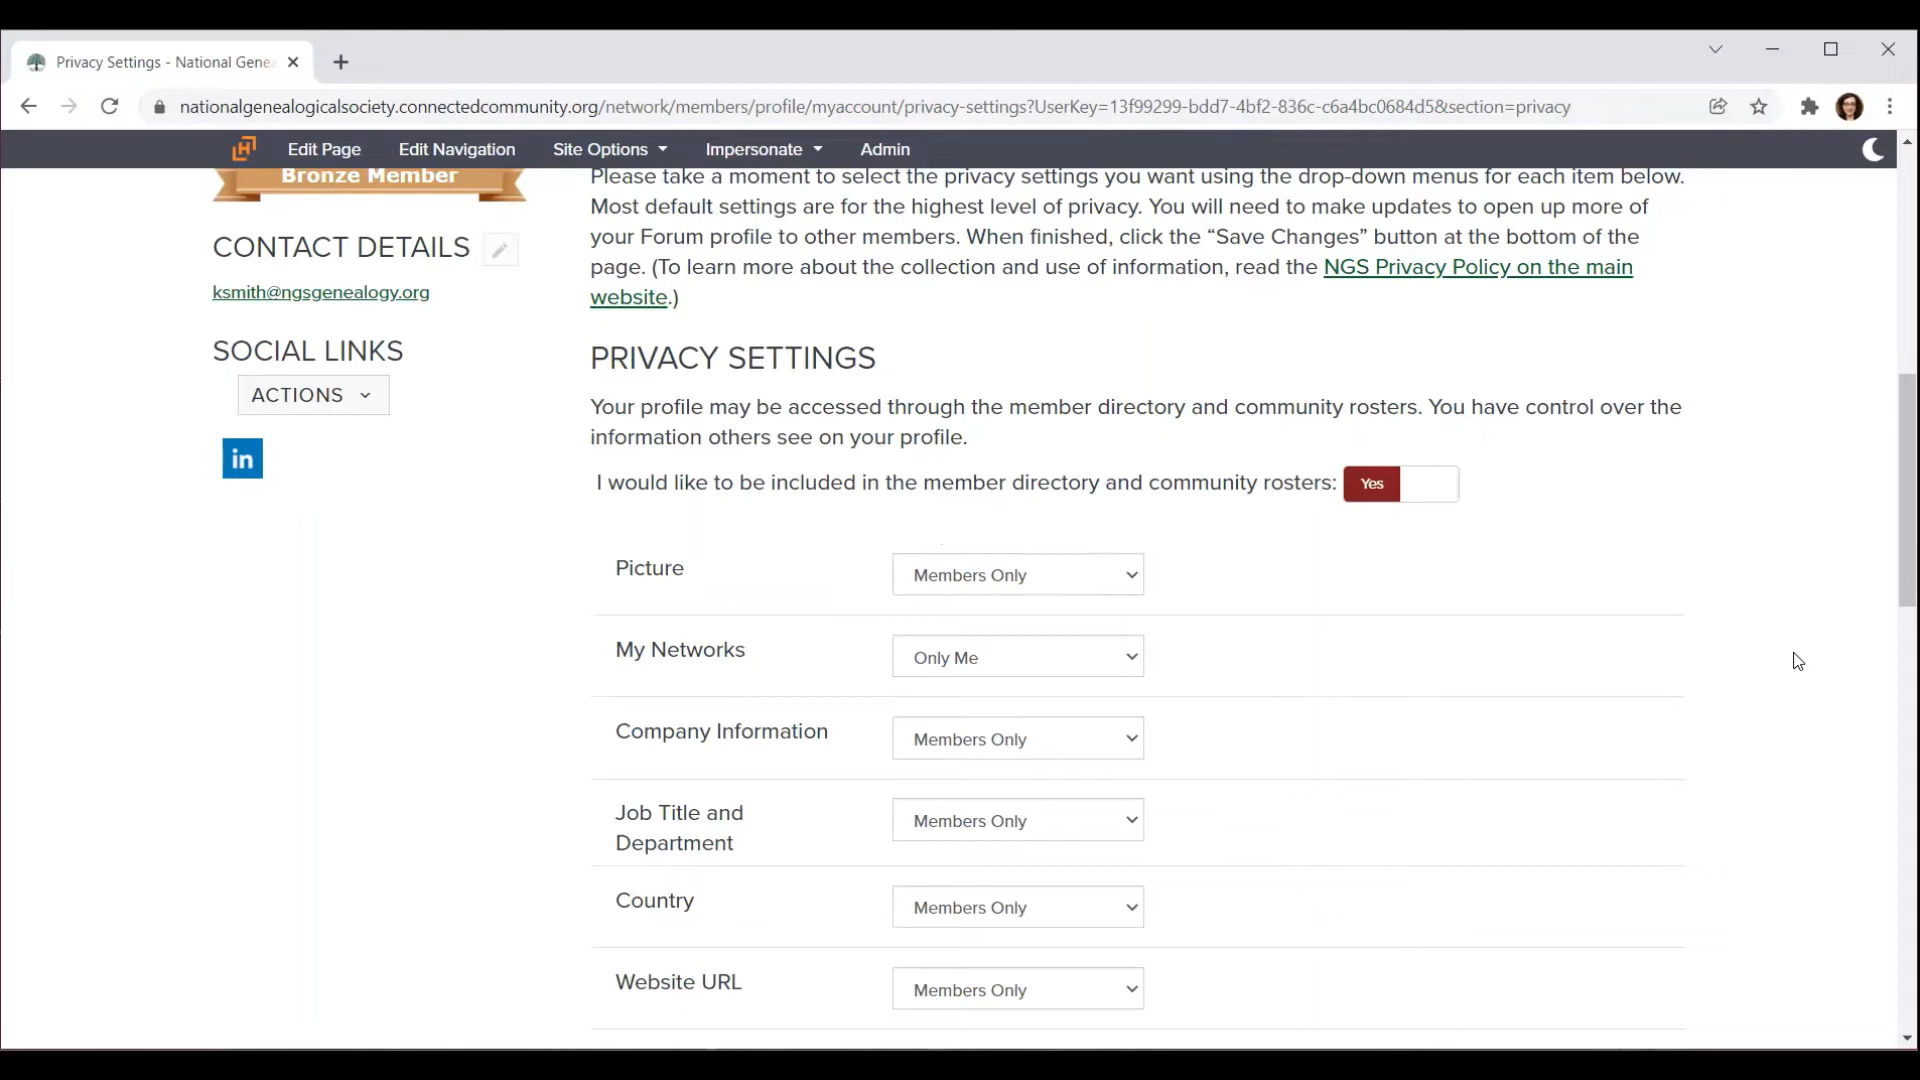 Privacy Settings - National Genea
nationalgenealogicalsociety.connectedcommunity.org/network/members/profile/myaccount/privacy-settings?UserKey=13f99299-bdd7-4bf2-836c-c6a4bc0684d5&section=privacy
H Edit Page Edit Navigation Site Options Impersonate Admin
Bronze Member
CONTACT DETAILS
ksmith@ngsgenealogy.org
SOCIAL LINKS
ACTIONS
in
Please take a moment to select the privacy settings you want using the drop-down menus for each item below.
Most default settings are for the highest level of privacy. You will need to make updates to open up more of
your Forum profile to other members. When finished, click the “Save Changes” button at the bottom of the
page. (To learn more about the collection and use of information, read the NGS Privacy Policy on the main
website.)
PRIVACY SETTINGS
Your profile may be accessed through the member directory and community rosters. You have control over the
information others see on your profile.
I would like to be included in the member directory and community rosters: Yes
Picture Members Only
My Networks Only Me
Company Information Members Only
Job Title and
Department Members Only
Country Members Only
Website URL Members Only